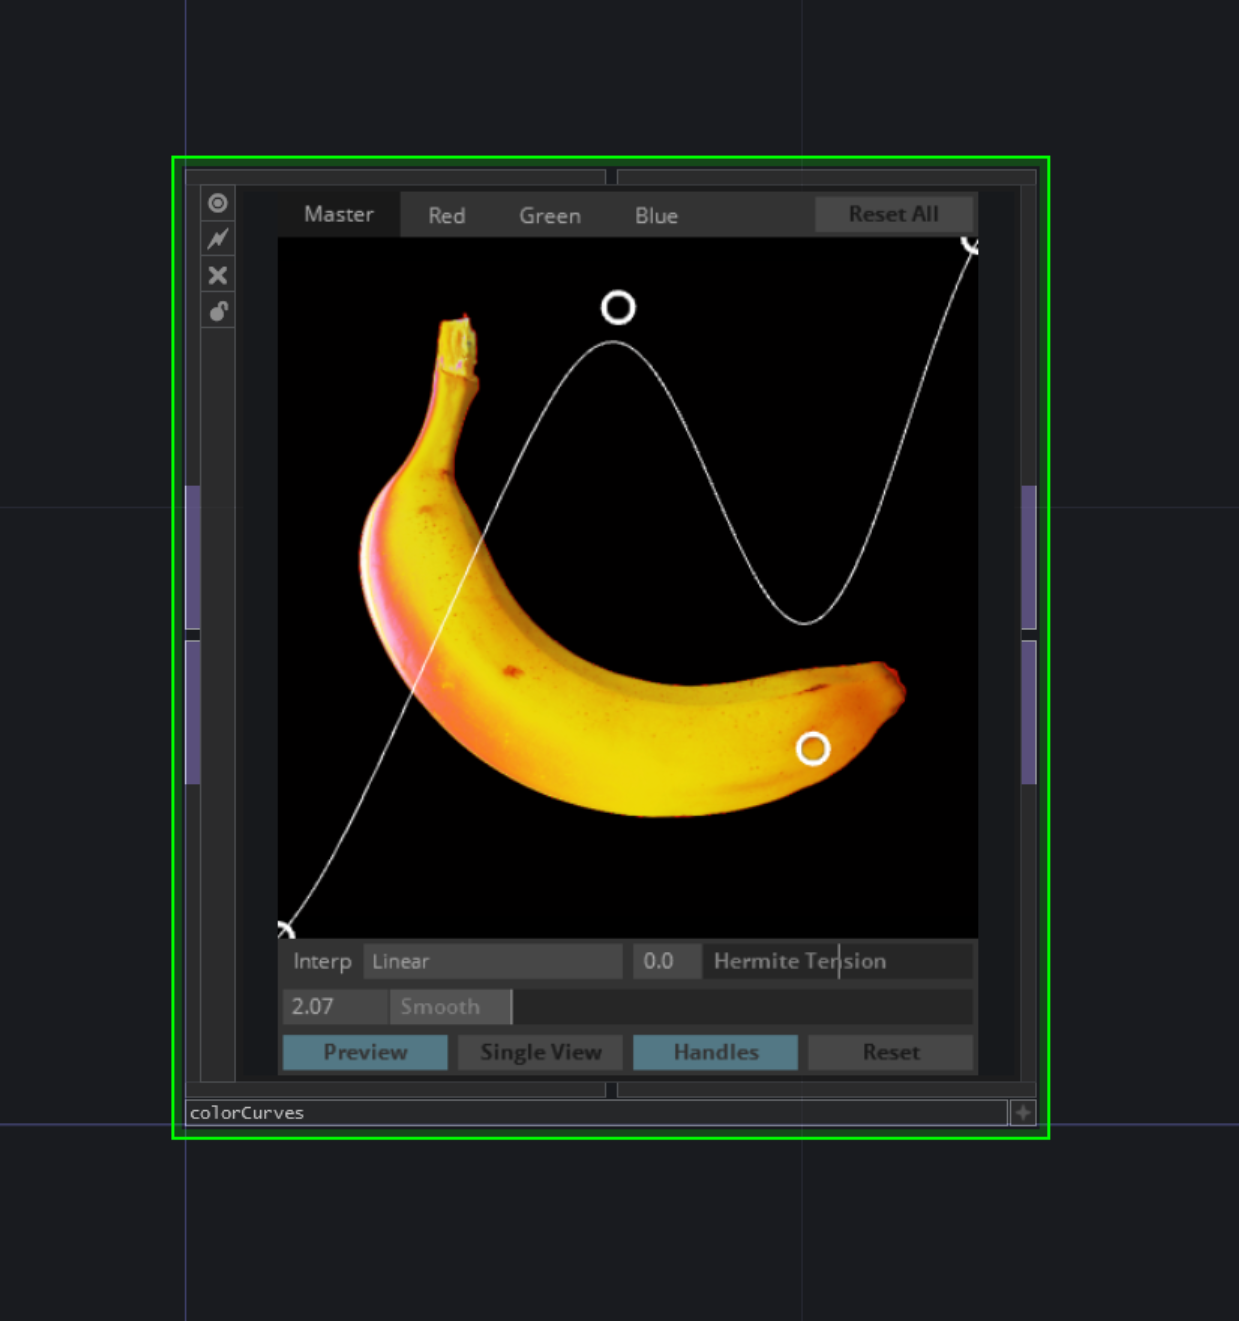 Master Red Green Blue Reset All
Interp Linear 0.0 Hermite Tension
2.07 Smooth
Preview Single View Handles Reset
colorCurves